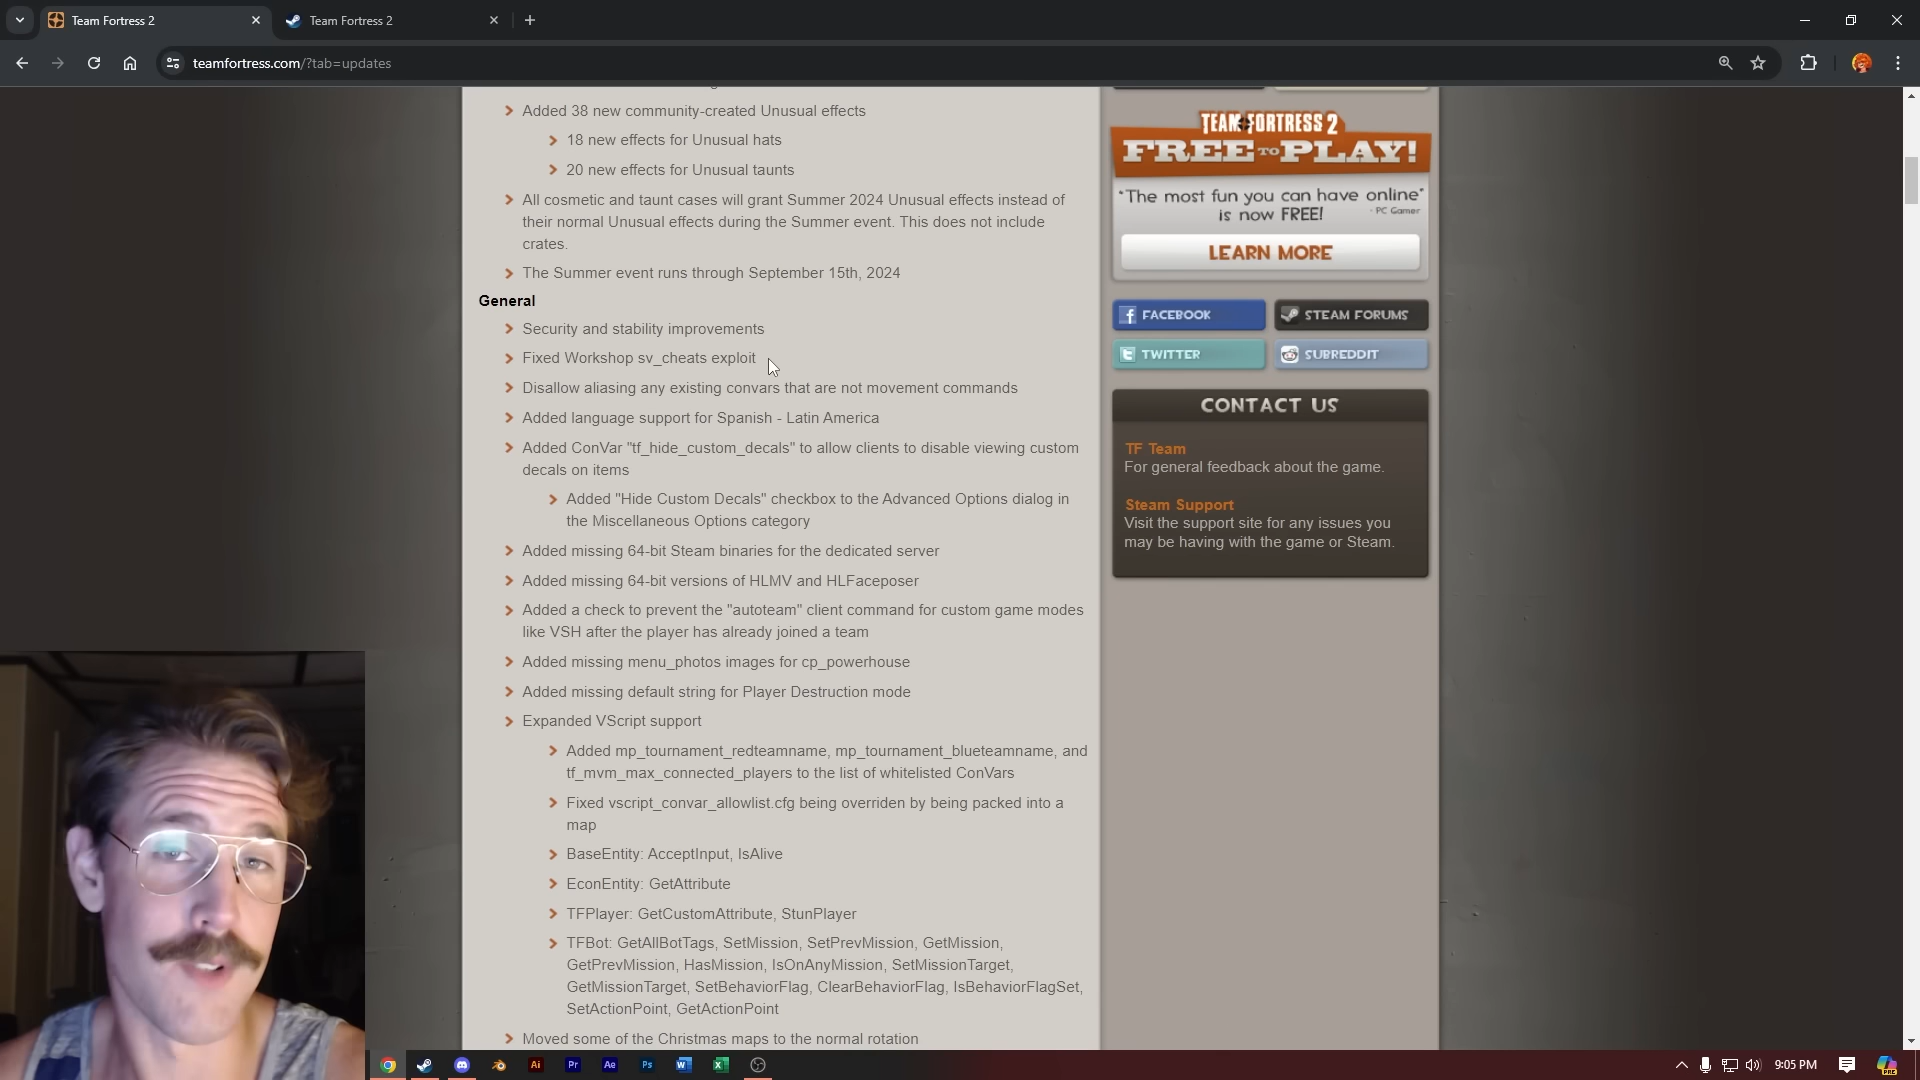 Team Fortress 2
Team Fortress 2
teamfortress.com/?tab=updates
Added 38 new community-created Unusual effects
18 new effects for Unusual hats
20 new effects for Unusual taunts
All cosmetic and taunt cases will grant Summer 2024 Unusual effects instead of
their normal Unusual effects during the Summer event. This does not include
crates.
The Summer event runs through September 15th, 2024
General
Security and stability improvements
Fixed Workshop sv_cheats exploit
Disallow aliasing any existing convars that are not movement commands
Added language support for Spanish - Latin America
Added ConVar "tf_hide_custom_decals" to allow clients to disable viewing custom
decals on items
Added "Hide Custom Decals" checkbox to the Advanced Options dialog in
the Miscellaneous Options category
Added missing 64-bit Steam binaries for the dedicated server
Added missing 64-bit versions of HLMV and HLFaceposer
Added a check to prevent the "autoteam" client command for custom game modes
like VSH after the player has already joined a team
Added missing menu_photos images for cp_powerhouse
Added missing default string for Player Destruction mode
Expanded VScript support
Added mp_tournament_redteamname, mp_tournament_blueteamname, and
tf_mvm_max_connected_players to the list of whitelisted ConVars
Fixed vscript_convar_allowlist.cfg being overriden by being packed into a
map
BaseEntity: AcceptInput, IsAlive
EconEntity: GetAttribute
TFPlayer: GetCustomAttribute, StunPlayer
TFBot: GetAllBotTags, SetMission, SetPrevMission, GetMission,
GetPrevMission, HasMission, IsOnAnyMission, SetMissionTarget,
GetMissionTarget, SetBehaviorFlag, ClearBehaviorFlag, IsBehaviorFlagSet,
SetActionPoint, GetActionPoint
Moved some of the Christmas maps to the normal rotation
TEAM FORTRESS 2
FREE TO PLAY!
"The most fun you can have online"
is now FREE! - PC Gamer
LEARN MORE
FACEBOOK
STEAM FORUMS
TWITTER
SUBREDDIT
CONTACT US
TF Team
For general feedback about the game.
Steam Support
Visit the support site for any issues you
may be having with the game or Steam.
Ai Pr Ae Ps
9:05 PM